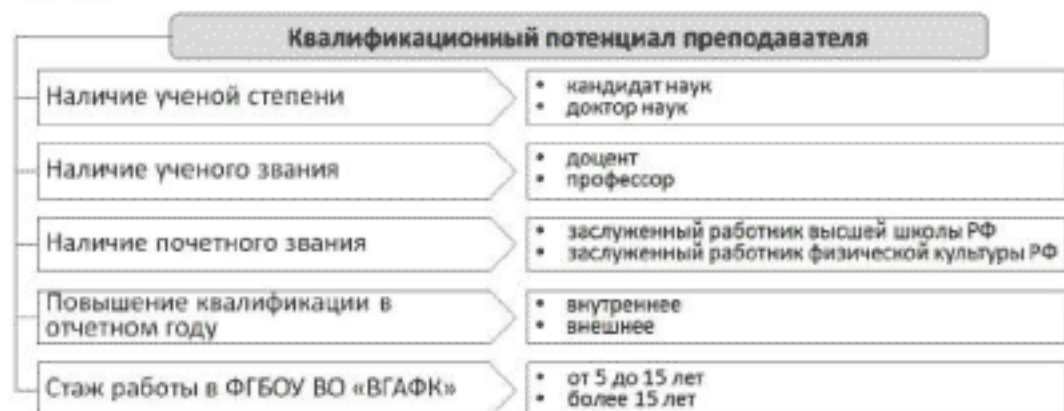 Квалификационный потенциал преподавателя
Наличие ученой степени
• кандидат наук
• доктор наук
Наличие ученого звания
• доцент
• профессор
Наличие почетного звания
• заслуженный работник высшей школы РФ
• заслуженный работник физической культуры РФ
Повышение квалификации в
отчетном году
• внутреннее
• внешнее
Стаж работы в ФГБОУ ВО «ВГАФК»
• от 5 до 15 лет
• более 15 лет